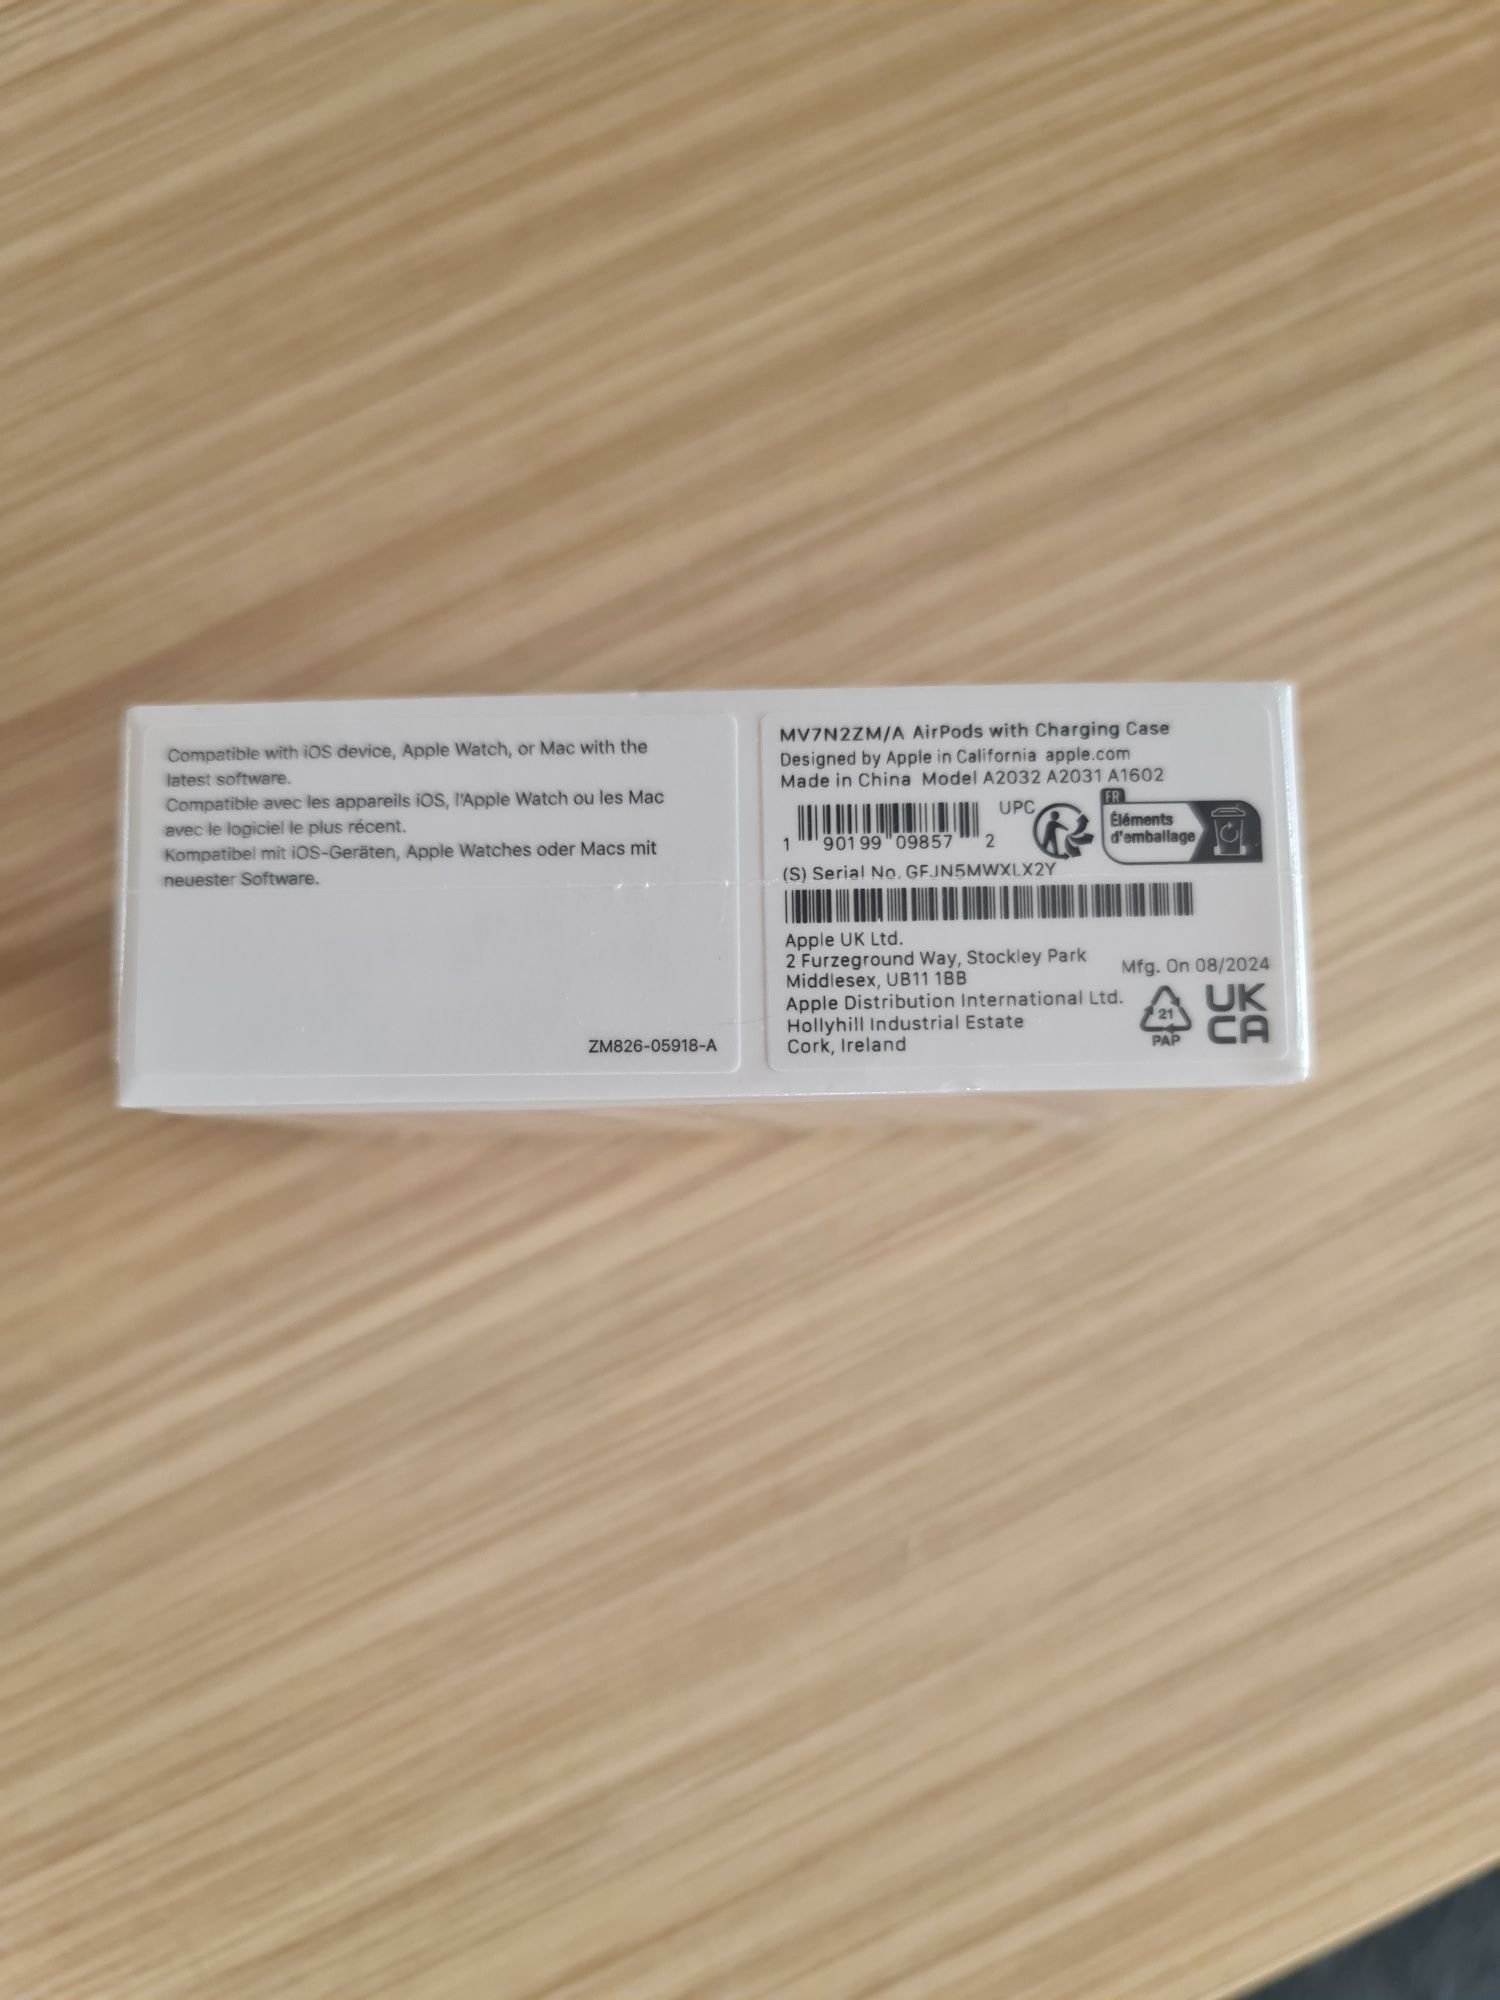 Compatible with iOS device, Apple Watch, or Mac with the
latest software.
Compatible avec les appareils iOS, l'Apple Watch ou les Mac
avec le logiciel le plus récent.
Kompatibel mit iOS-Geräten, Apple Watches oder Macs mit
neuester Software.
ZM826-05918-A
MV7N2ZM/A AirPods with Charging Case
Designed by Apple in California apple.com
Made in China Model A2032 A2031 A1602
UPC
1 90199 09857 2
FR
Éléments
d'emballage
(S) Serial No. GFJN5MWXLX2Y
Apple UK Ltd.
2 Furzeground Way, Stockley Park
Middlesex, UB11 1BB
Apple Distribution International Ltd.
Hollyhill Industrial Estate
Cork, Ireland
Mfg. On 08/2024
21
PAP
UK
CA